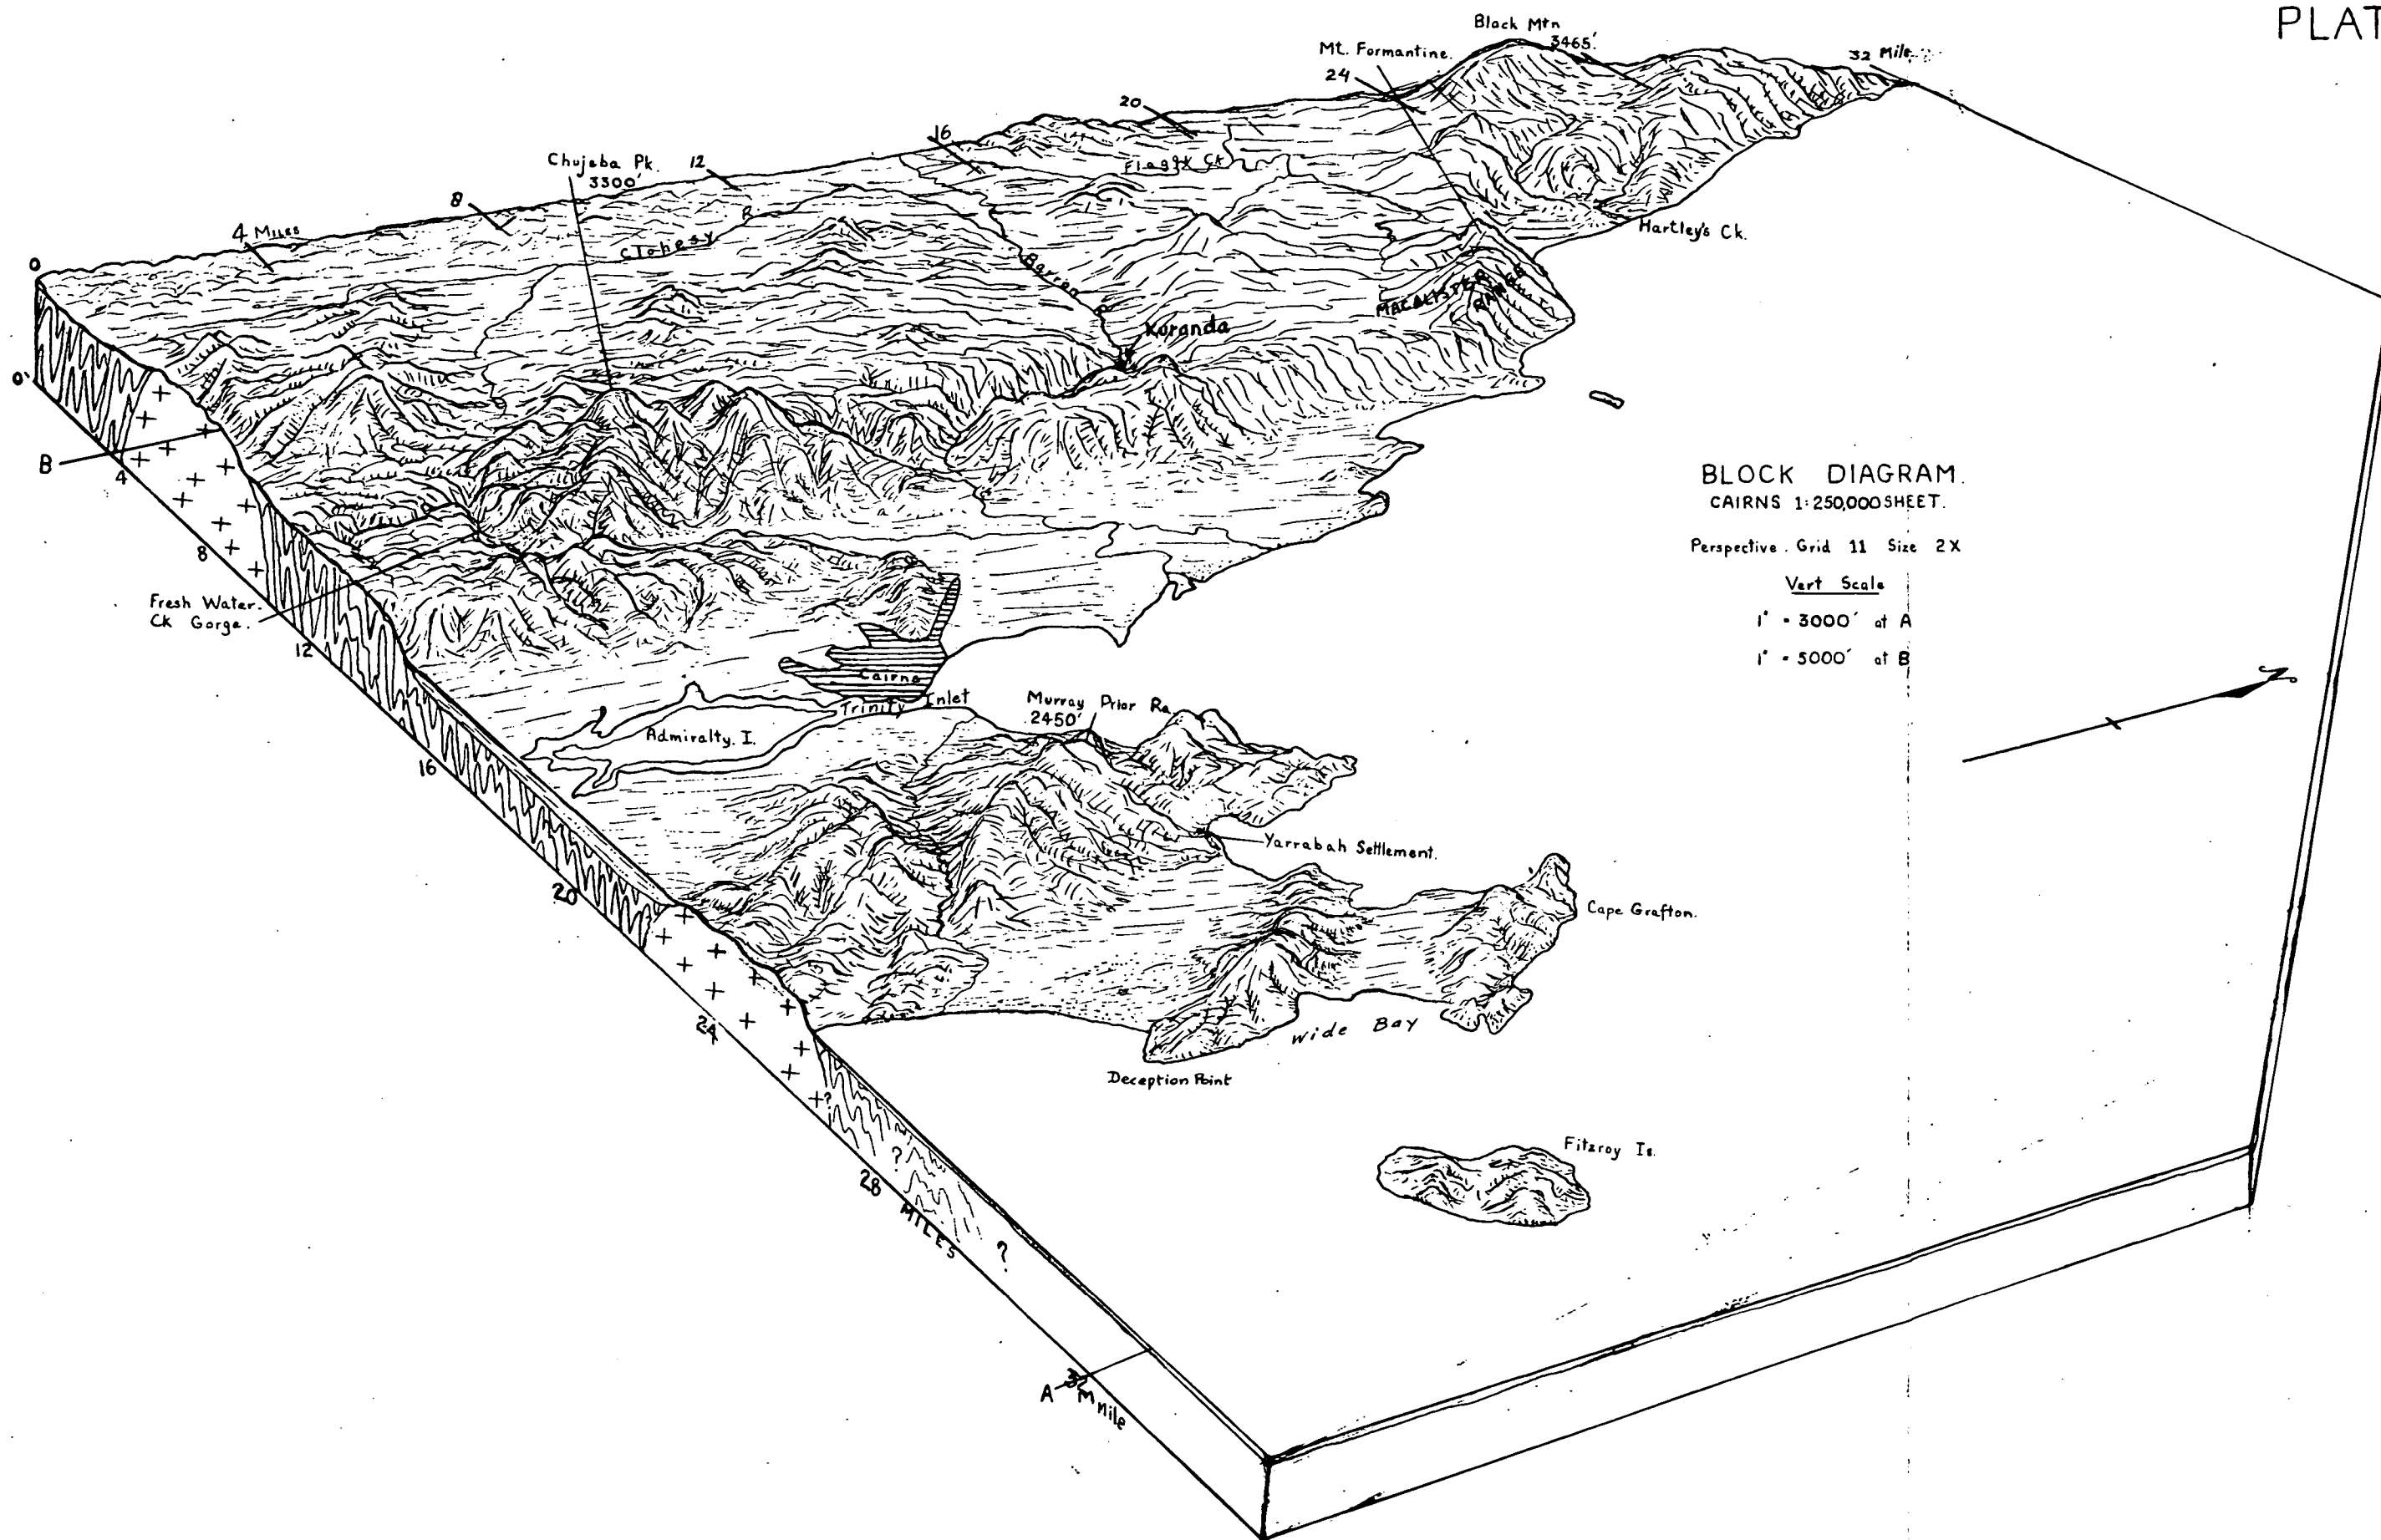 PLAT
Black Mtn
3465'
Mt. Formantine.
32 Mile
24
20
16
Chujeba Pk.
3300'
12
8
4 MILES
0
0'
Flaggy Ck
Clohesy R
Barron R
Kuranda
MACALISTER RANGE
Hartley's Ck.
B
4
8
12
16
20
24
28
MILES
Fresh Water.
Ck Gorge.
BLOCK DIAGRAM.
CAIRNS 1:250,000 SHEET.
Perspective. Grid 11 Size 2X
Vert Scale
1" = 3000' at A
1" = 5000' at B
N
Cairns
Trinity Inlet
Admiralty. I.
Murray Prior Ra.
2450'
Yarrabah Settlement.
Cape Grafton.
Wide Bay
Deception Point
Fitzroy Is.
?
?
?
A
32
Mile